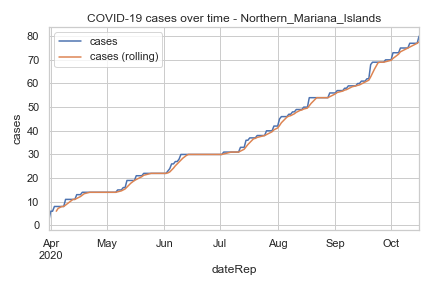 COVID-19 cases over time - Northern_Mariana_Islands
cases
cases (rolling)
80
70
60
50
40
30
20
10
0
cases
Apr May Jun Jul Aug Sep Oct
2020
dateRep